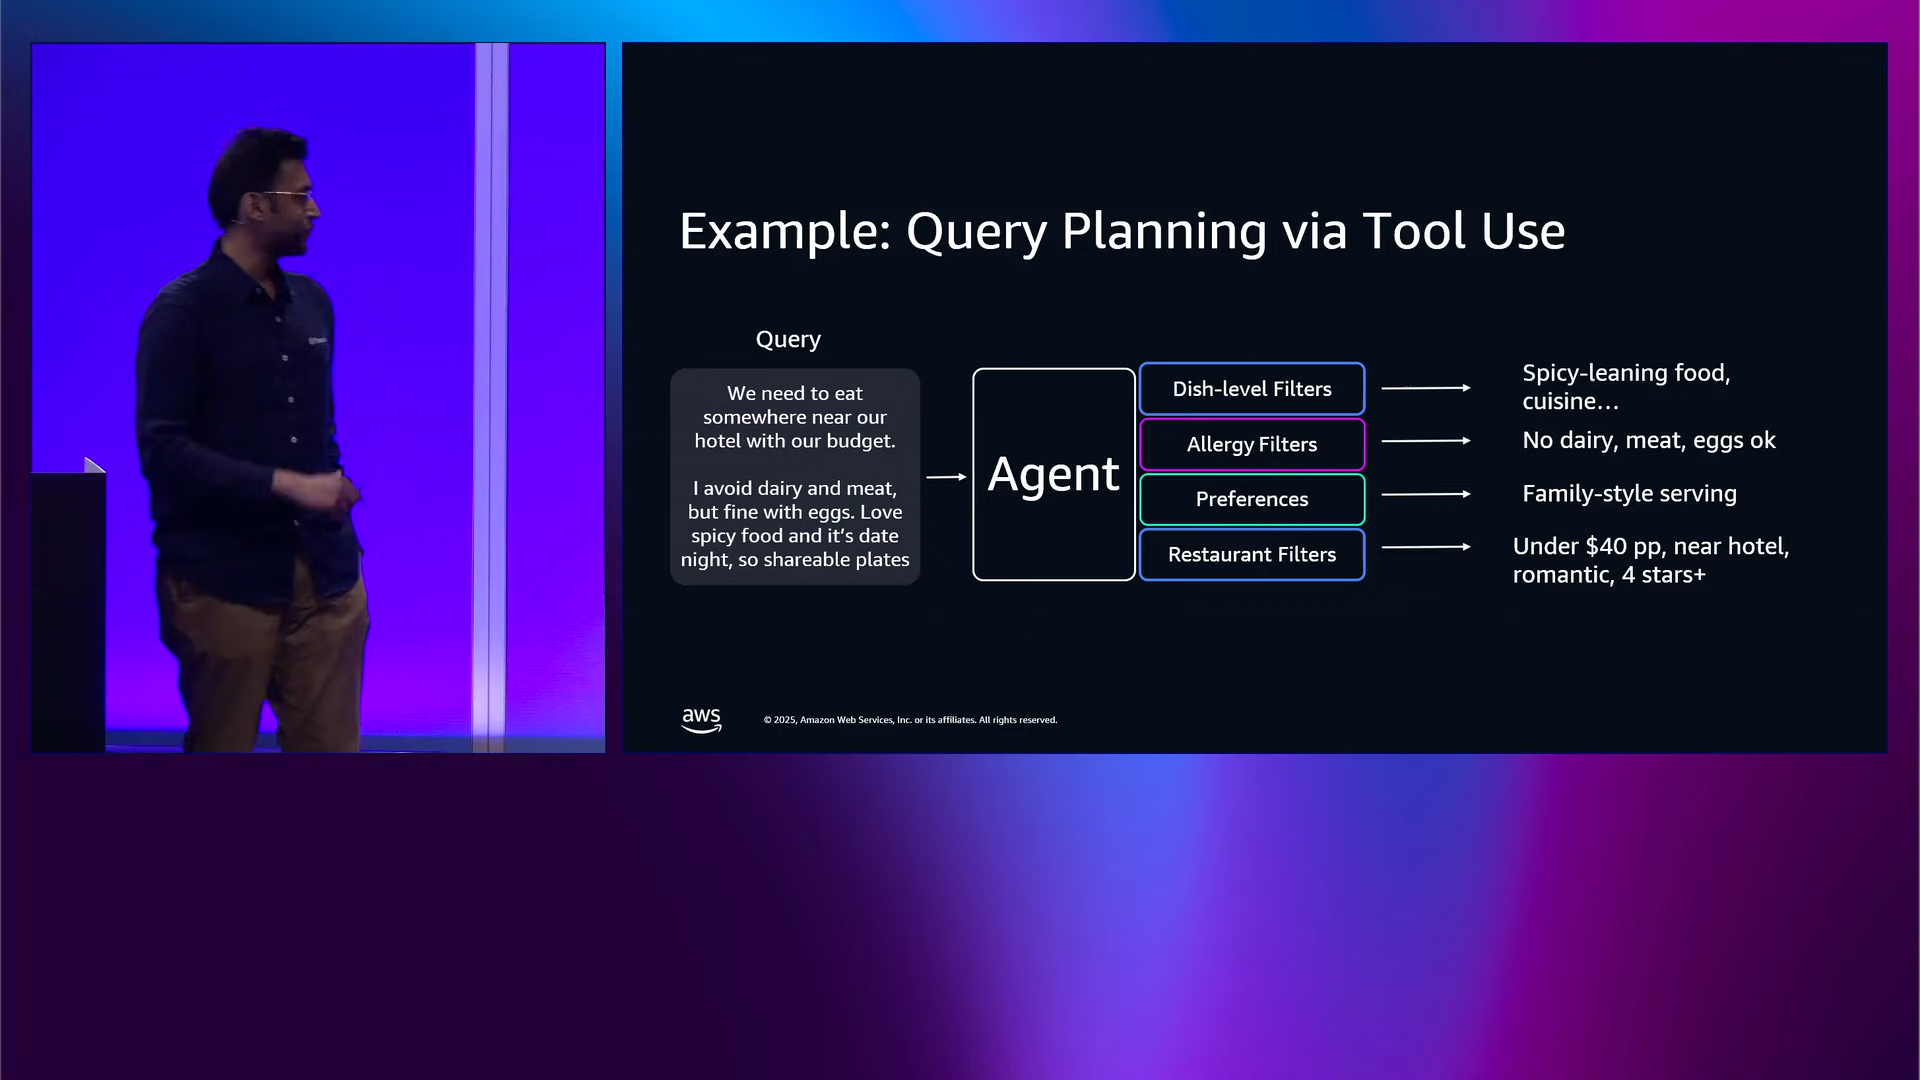 Example: Query Planning via Tool Use
Query
We need to eat
somewhere near our
hotel with our budget.
I avoid dairy and meat,
but fine with eggs. Love
spicy food and it's date
night, so shareable plates
Agent
Dish-level Filters
Allergy Filters
Preferences
Restaurant Filters
Spicy-leaning food,
cuisine…
No dairy, meat, eggs ok
Family-style serving
Under $40 pp, near hotel,
romantic, 4 stars+
aws
© 2025, Amazon Web Services, Inc. or its affiliates. All rights reserved.